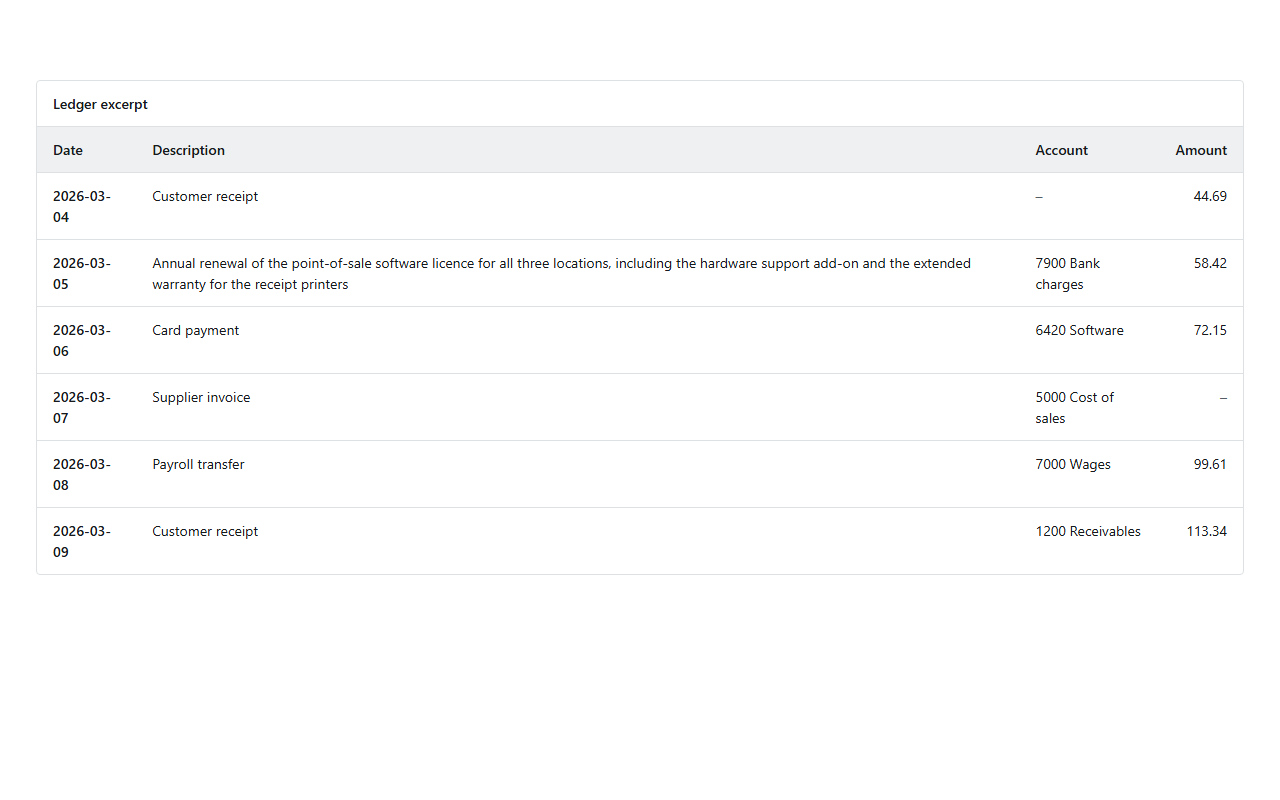 Ledger excerpt
Date Description Account Amount
2026-03-04 Customer receipt – 44.69
2026-03-05 Annual renewal of the point-of-sale software licence for all three locations, including the hardware support add-on and the extended warranty for the receipt printers 7900 Bank charges 58.42
2026-03-06 Card payment 6420 Software 72.15
2026-03-07 Supplier invoice 5000 Cost of sales –
2026-03-08 Payroll transfer 7000 Wages 99.61
2026-03-09 Customer receipt 1200 Receivables 113.34